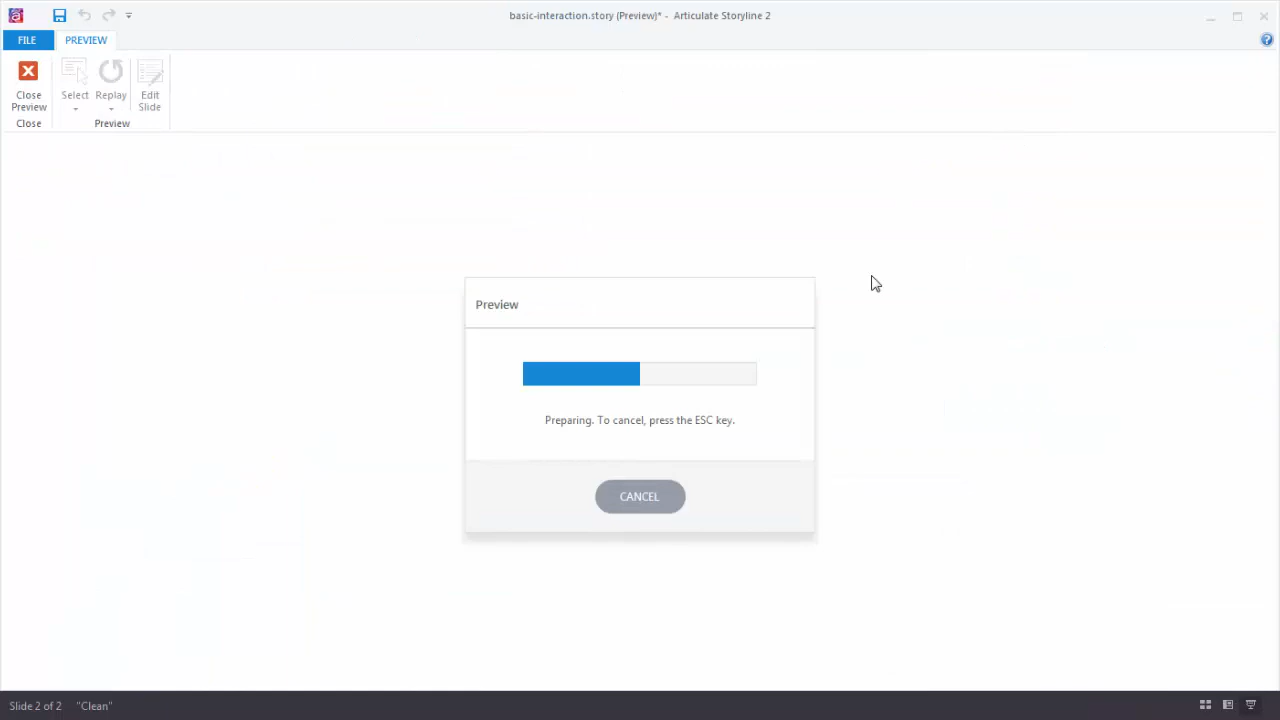 basic-interaction.story (Preview)* - Articulate Storyline 2
FILE
PREVIEW
Close
Preview
Select
Replay
Edit
Slide
Close
Preview
Preview
Preparing. To cancel, press the ESC key.
CANCEL
Slide 2 of 2 "Clean"